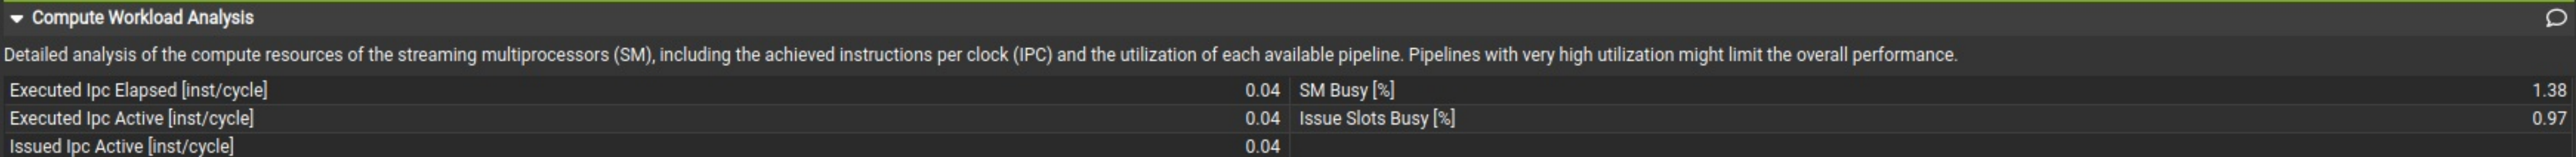 Compute Workload Analysis
Detailed analysis of the compute resources of the streaming multiprocessors (SM), including the achieved instructions per clock (IPC) and the utilization of each available pipeline. Pipelines with very high utilization might limit the overall performance.
Executed Ipc Elapsed [inst/cycle] 0.04 SM Busy [%] 1.38
Executed Ipc Active [inst/cycle] 0.04 Issue Slots Busy [%] 0.97
Issued Ipc Active [inst/cycle] 0.04